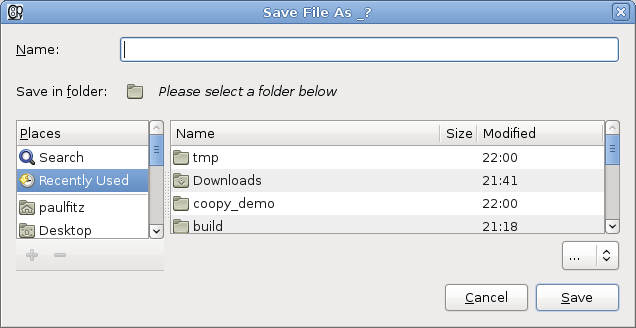 Save File As _?
Name:
Save in folder: Please select a folder below
Places
Search
Recently Used
paulfitz
Desktop
Name Size Modified
tmp 22:00
Downloads 21:41
coopy_demo 22:00
build 21:18
...
Cancel Save